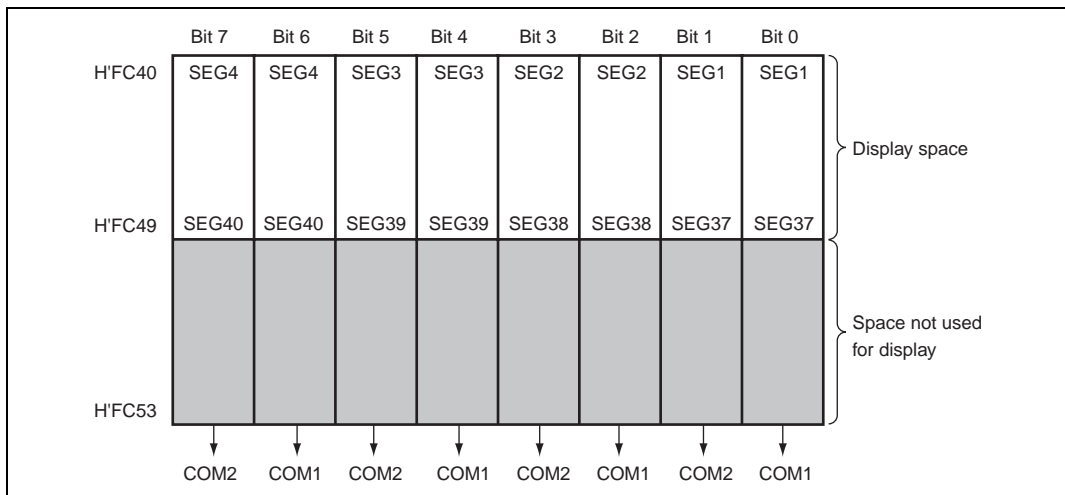 Bit 7 Bit 6 Bit 5 Bit 4 Bit 3 Bit 2 Bit 1 Bit 0
H'FC40 SEG4 SEG4 SEG3 SEG3 SEG2 SEG2 SEG1 SEG1
Display space
H'FC49 SEG40 SEG40 SEG39 SEG39 SEG38 SEG38 SEG37 SEG37
Space not used
for display
H'FC53
COM2 COM1 COM2 COM1 COM2 COM1 COM2 COM1